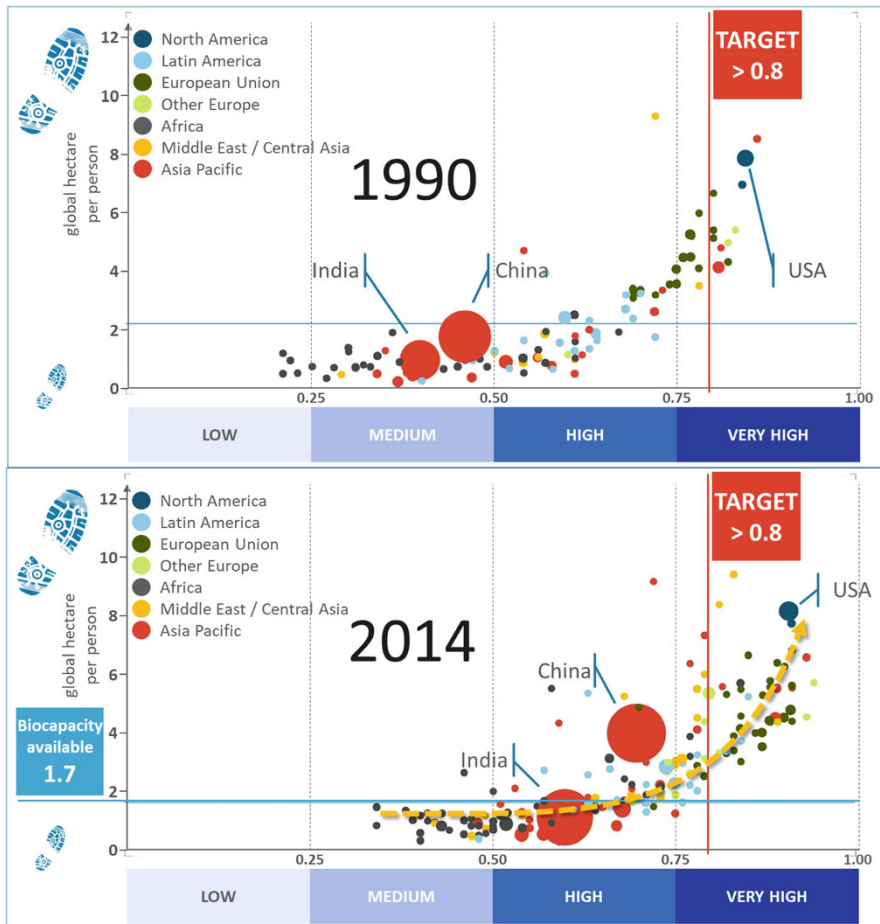 12
10
8
6
4
2
0
global hectare
per person
North America
Latin America
European Union
Other Europe
Africa
Middle East / Central Asia
Asia Pacific
1990
TARGET
> 0.8
India
China
USA
0.25
0.50
0.75
1.00
LOW
MEDIUM
HIGH
VERY HIGH
12
10
8
6
4
2
0
global hectare
per person
North America
Latin America
European Union
Other Europe
Africa
Middle East / Central Asia
Asia Pacific
2014
TARGET
> 0.8
USA
China
India
Biocapacity
available
1.7
0.25
0.50
0.75
1.00
LOW
MEDIUM
HIGH
VERY HIGH